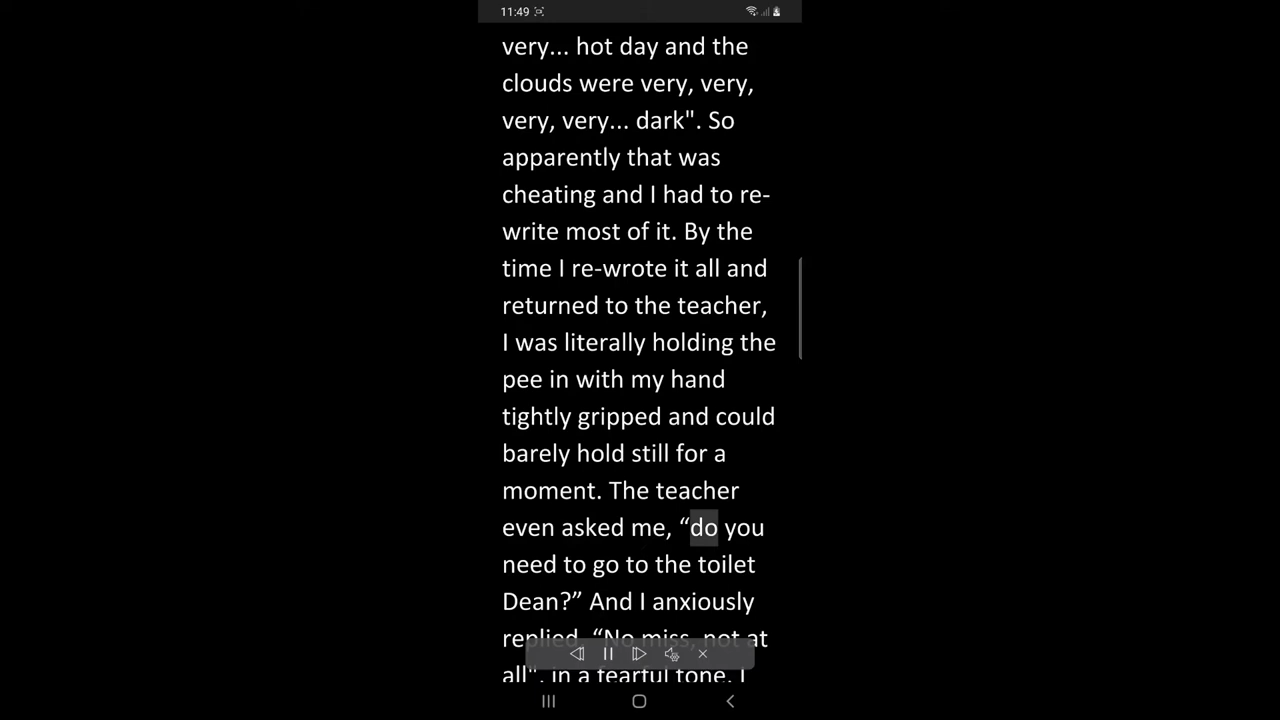 11:49
very... hot day and the
clouds were very, very,
very, very... dark". So
apparently that was
cheating and I had to re-
write most of it. By the
time I re-wrote it all and
returned to the teacher,
I was literally holding the
pee in with my hand
tightly gripped and could
barely hold still for a
moment. The teacher
even asked me, “do you
need to go to the toilet
Dean?” And I anxiously
replied, “No miss, not at
all", in a fearful tone. I